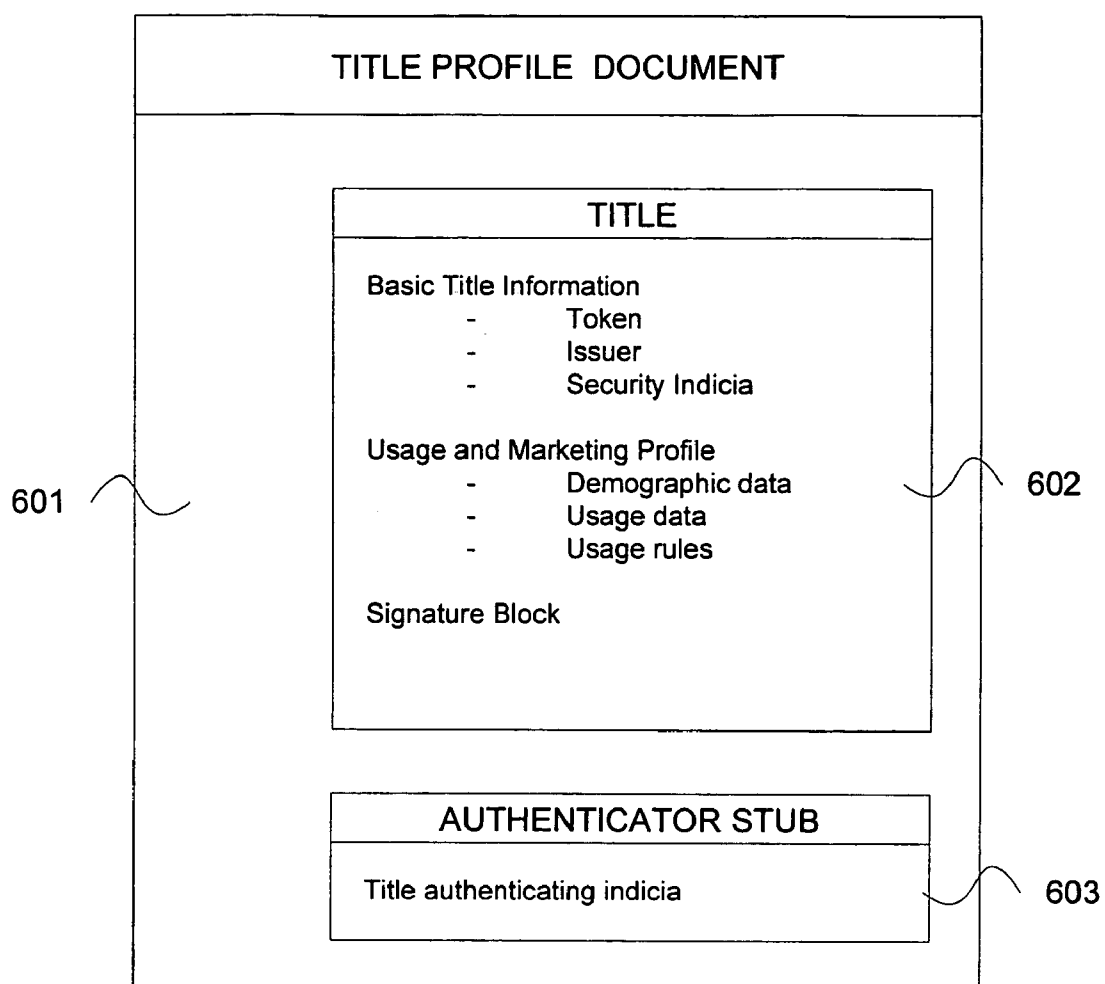 TITLE PROFILE DOCUMENT
TITLE
Basic Title Information
- Token
- Issuer
- Security Indicia
Usage and Marketing Profile
- Demographic data
- Usage data
- Usage rules
601
602
Signature Block
AUTHENTICATOR STUB
Title authenticating indicia
603